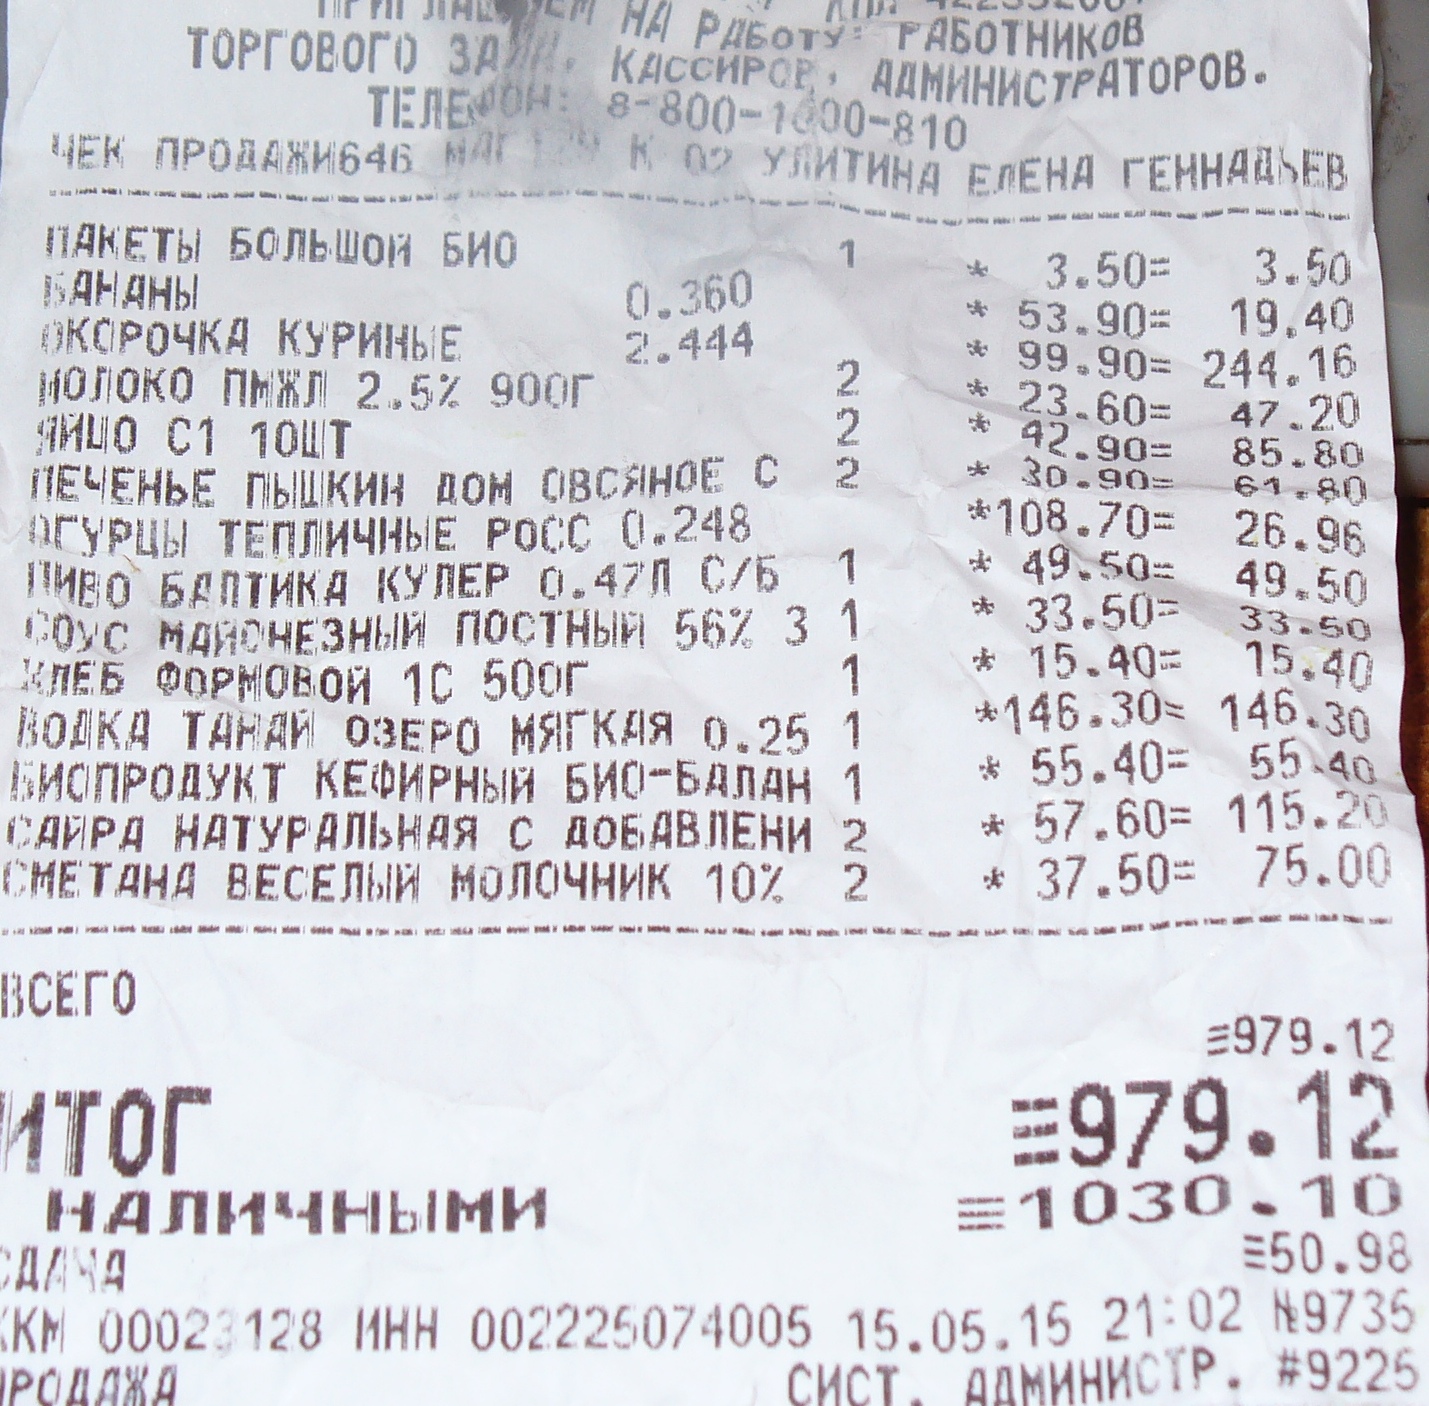 ПРИГЛАШАЕМ НА РАБОТУ: РАБОТНИКОВ
ТОРГОВОГО ЗАЛА, КАССИРОВ, АДМИНИСТРАТОРОВ.
ТЕЛЕФОН: 8-800-1000-810
ЧЕК ПРОДАЖИ646 К 02 УЛИТИНА ЕЛЕНА ГЕННАДЬЕВ
ПАКЕТЫ БОЛЬШОЙ БИО 1 * 3.50= 3.50
БАНАНЫ 0.360 * 53.90= 19.40
ОКОРОЧКА КУРИНЫЕ 2.444 * 99.90= 244.16
МОЛОКО ПМЖЛ 2.5% 900Г 2 * 23.60= 47.20
ЯЙЦО С1 10ШТ 2 * 42.90= 85.80
ПЕЧЕНЬЕ ПЫШКИН ДОМ ОВСЯНОЕ С 2 * 30.90= 61.80
ОГУРЦЫ ТЕПЛИЧНЫЕ РОСС 0.248 *108.70= 26.96
ПИВО БАЛТИКА КУЛЕР 0.47Л С/Б 1 * 49.50= 49.50
СОУС МАЙОНЕЗНЫЙ ПОСТНЫЙ 56% З 1 * 33.50= 33.50
ХЛЕБ ФОРМОВОЙ 1С 500Г 1 * 15.40= 15.40
ВОДКА ТАНАЙ ОЗЕРО МЯГКАЯ 0.25 1 *146.30= 146.30
БИОПРОДУКТ КЕФИРНЫЙ БИО-БАЛАН 1 * 55.40= 55.40
САЙРА НАТУРАЛЬНАЯ С ДОБАВЛЕНИ 2 * 57.60= 115.20
СМЕТАНА ВЕСЕЛЫЙ МОЛОЧНИК 10% 2 * 37.50= 75.00
ВСЕГО ≡979.12
ИТОГ ≡979.12
НАЛИЧНЫМИ ≡1030.10
СДАЧА ≡50.98
ККМ 00023128 ИНН 002225074005 15.05.15 21:02 №9735
ПРОДАЖА СИСТ. АДМИНИСТР. #9225